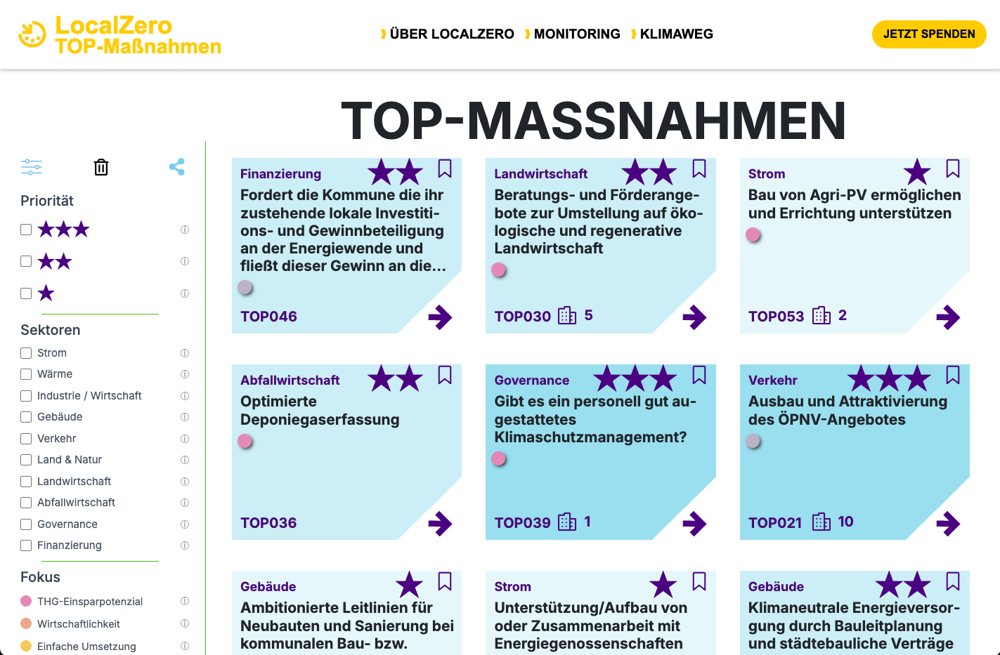 LocalZero
TOP-Maßnahmen
ÜBER LOCALZERO
MONITORING
KLIMAWEG
JETZT SPENDEN
TOP-MASSNAHMEN
Priorität
Sektoren
Strom
Wärme
Industrie / Wirtschaft
Gebäude
Verkehr
Land & Natur
Landwirtschaft
Abfallwirtschaft
Governance
Finanzierung
Fokus
THG-Einsparpotenzial
Wirtschaftlichkeit
Einfache Umsetzung
Finanzierung
Fordert die Kommune die ihr
zustehende lokale Investiti-
ons- und Gewinnbeteiligung
an der Energiewende und
fließt dieser Gewinn an die...
TOP046
Landwirtschaft
Beratungs- und Förderange-
bote zur Umstellung auf öko-
logische und regenerative
Landwirtschaft
TOP030 5
Strom
Bau von Agri-PV ermöglichen
und Errichtung unterstützen
TOP053 2
Abfallwirtschaft
Optimierte
Deponiegaserfassung
TOP036
Governance
Gibt es ein personell gut au-
gestattetes
Klimaschutzmanagement?
TOP039 1
Verkehr
Ausbau und Attraktivierung
des ÖPNV-Angebotes
TOP021 10
Gebäude
Ambitionierte Leitlinien für
Neubauten und Sanierung bei
kommunalen Bau- bzw.
Strom
Unterstützung/Aufbau von
oder Zusammenarbeit mit
Energiegenossenschaften
Gebäude
Klimaneutrale Energieversor-
gung durch Bauleitplanung
und städtebauliche Verträge